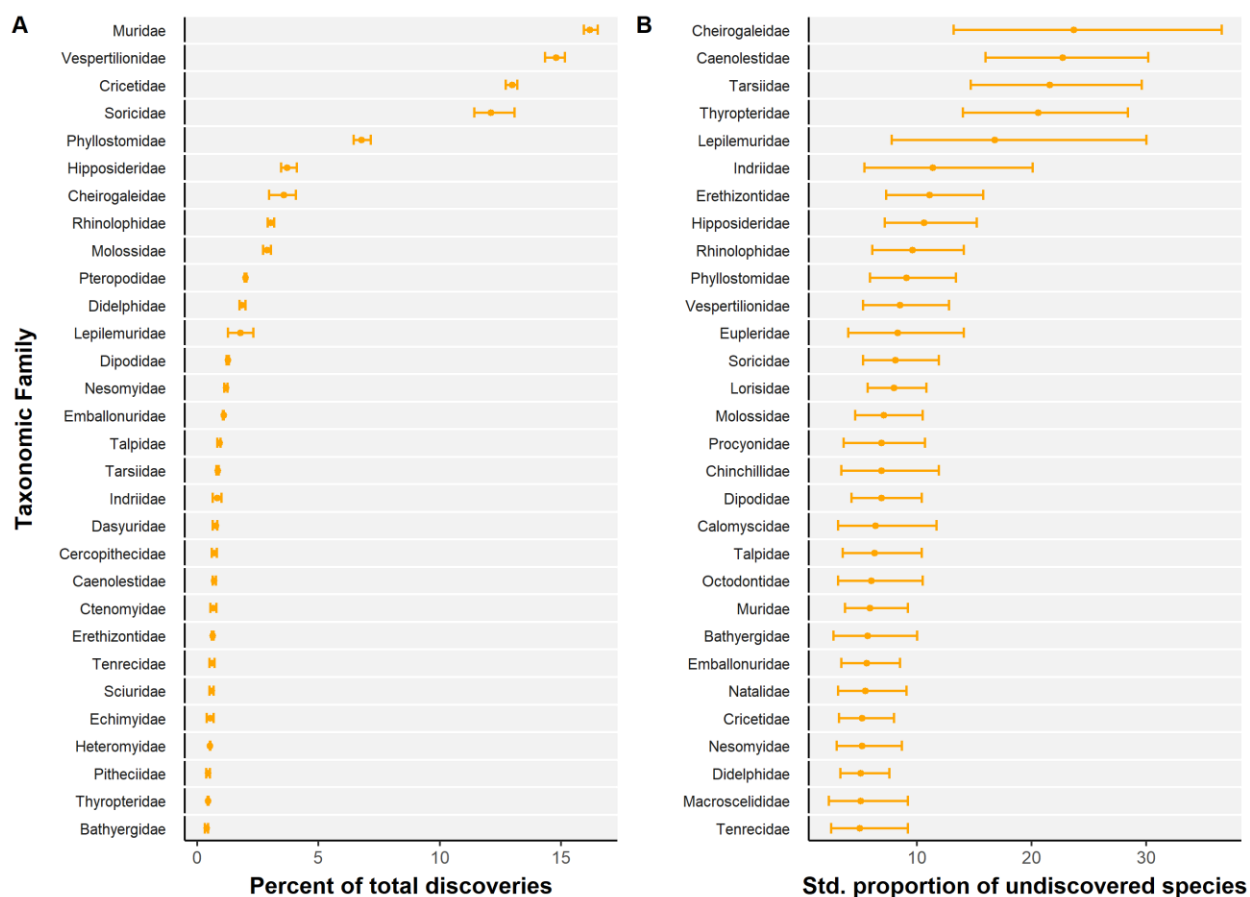 A
Taxonomic Family
Muridae
Vespertilionidae
Cricetidae
Soricidae
Phyllostomidae
Hipposideridae
Cheirogaleidae
Rhinolophidae
Molossidae
Pteropodidae
Didelphidae
Lepilemuridae
Dipodidae
Nesomyidae
Emballonuridae
Talpidae
Tarsiidae
Indriidae
Dasyuridae
Cercopithecidae
Caenolestidae
Ctenomyidae
Erethizontidae
Tenrecidae
Sciuridae
Echimyidae
Heteromyidae
Pitheciidae
Thyropteridae
Bathyergidae
0 5 10 15
Percent of total discoveries
B
Cheirogaleidae
Caenolestidae
Tarsiidae
Thyropteridae
Lepilemuridae
Indriidae
Erethizontidae
Hipposideridae
Rhinolophidae
Phyllostomidae
Vespertilionidae
Eupleridae
Soricidae
Lorisidae
Molossidae
Procyonidae
Chinchillidae
Dipodidae
Calomyscidae
Talpidae
Octodontidae
Muridae
Bathyergidae
Emballonuridae
Natalidae
Cricetidae
Nesomyidae
Didelphidae
Macroscelididae
Tenrecidae
10 20 30
Std. proportion of undiscovered species